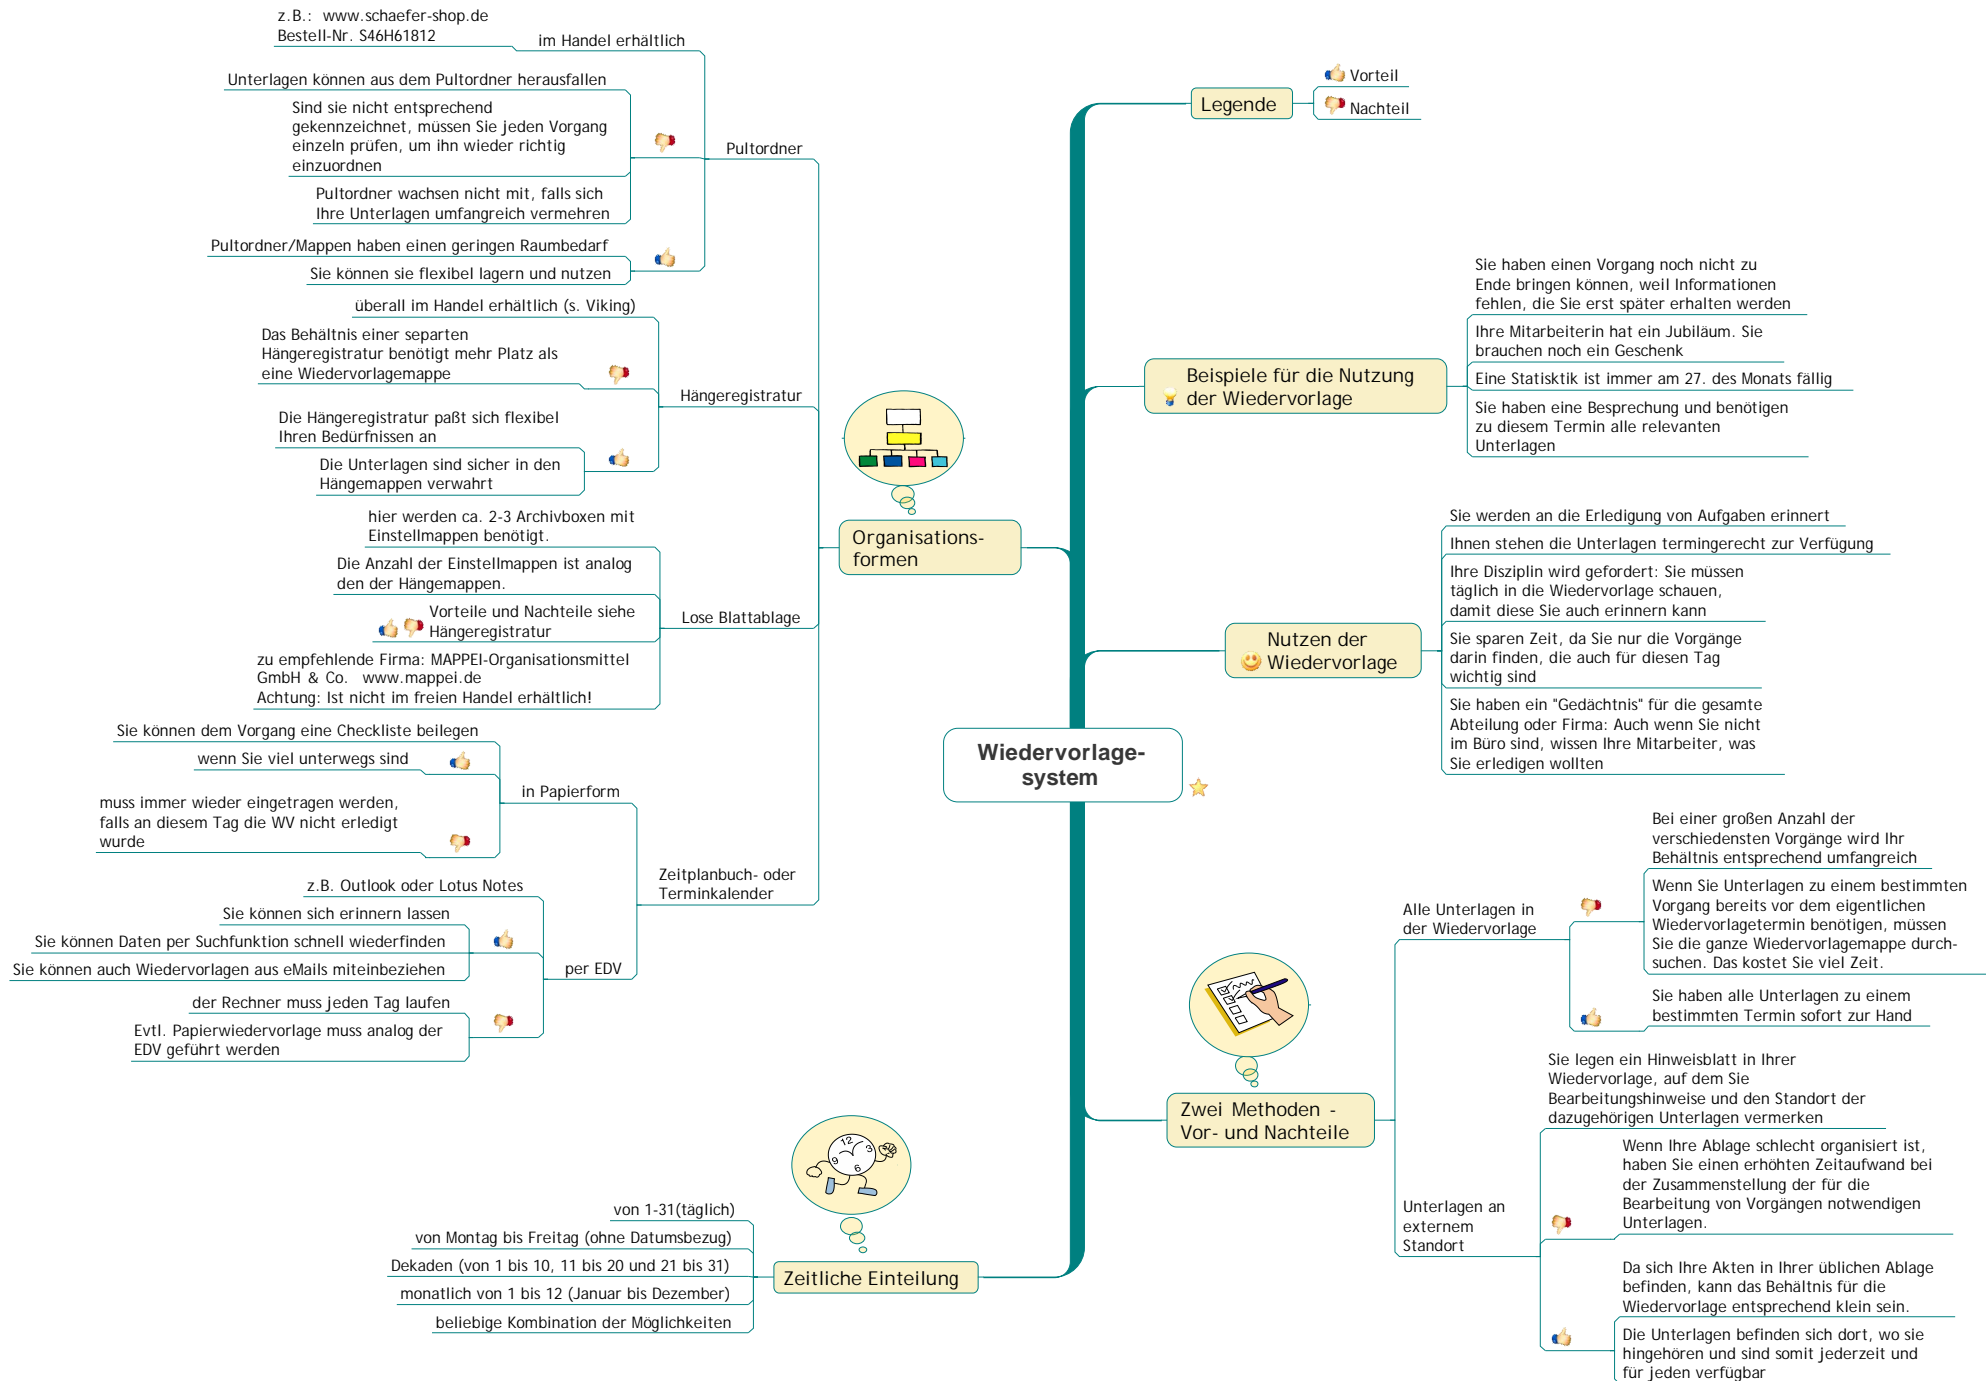 Wiedervorlage-
system
Legende
Vorteil
Nachteil
Beispiele für die Nutzung
der Wiedervorlage
Sie haben einen Vorgang noch nicht zu
Ende bringen können, weil Informationen
fehlen, die Sie erst später erhalten werden
Ihre Mitarbeiterin hat ein Jubiläum. Sie
brauchen noch ein Geschenk
Eine Statisktik ist immer am 27. des Monats fällig
Sie haben eine Besprechung und benötigen
zu diesem Termin alle relevanten
Unterlagen
Nutzen der
Wiedervorlage
Sie werden an die Erledigung von Aufgaben erinnert
Ihnen stehen die Unterlagen termingerecht zur Verfügung
Ihre Disziplin wird gefordert: Sie müssen
täglich in die Wiedervorlage schauen,
damit diese Sie auch erinnern kann
Sie sparen Zeit, da Sie nur die Vorgänge
darin finden, die auch für diesen Tag
wichtig sind
Sie haben ein "Gedächtnis" für die gesamte
Abteilung oder Firma: Auch wenn Sie nicht
im Büro sind, wissen Ihre Mitarbeiter, was
Sie erledigen wollten
Zwei Methoden -
Vor- und Nachteile
Alle Unterlagen in
der Wiedervorlage
Bei einer großen Anzahl der
verschiedensten Vorgänge wird Ihr
Behältnis entsprechend umfangreich
Wenn Sie Unterlagen zu einem bestimmten
Vorgang bereits vor dem eigentlichen
Wiedervorlagetermin benötigen, müssen
Sie die ganze Wiedervorlagemappe durch-
suchen. Das kostet Sie viel Zeit.
Sie haben alle Unterlagen zu einem
bestimmten Termin sofort zur Hand
Unterlagen an
externem
Standort
Sie legen ein Hinweisblatt in Ihrer
Wiedervorlage, auf dem Sie
Bearbeitungshinweise und den Standort der
dazugehörigen Unterlagen vermerken
Wenn Ihre Ablage schlecht organisiert ist,
haben Sie einen erhöhten Zeitaufwand bei
der Zusammenstellung der für die
Bearbeitung von Vorgängen notwendigen
Unterlagen.
Da sich Ihre Akten in Ihrer üblichen Ablage
befinden, kann das Behältnis für die
Wiedervorlage entsprechend klein sein.
Die Unterlagen befinden sich dort, wo sie
hingehören und sind somit jederzeit und
für jeden verfügbar
Organisations-
formen
Pultordner
im Handel erhältlich
z.B.: www.schaefer-shop.de
Bestell-Nr. S46H61812
Unterlagen können aus dem Pultordner herausfallen
Sind sie nicht entsprechend
gekennzeichnet, müssen Sie jeden Vorgang
einzeln prüfen, um ihn wieder richtig
einzuordnen
Pultordner wachsen nicht mit, falls sich
Ihre Unterlagen umfangreich vermehren
Pultordner/Mappen haben einen geringen Raumbedarf
Sie können sie flexibel lagern und nutzen
Hängeregistratur
überall im Handel erhältlich (s. Viking)
Das Behältnis einer separten
Hängeregistratur benötigt mehr Platz als
eine Wiedervorlagemappe
Die Hängeregistratur paßt sich flexibel
Ihren Bedürfnissen an
Die Unterlagen sind sicher in den
Hängemappen verwahrt
Lose Blattablage
hier werden ca. 2-3 Archivboxen mit
Einstellmappen benötigt.
Die Anzahl der Einstellmappen ist analog
den der Hängemappen.
Vorteile und Nachteile siehe
Hängeregistratur
zu empfehlende Firma: MAPPEI-Organisationsmittel
GmbH & Co. www.mappei.de
Achtung: Ist nicht im freien Handel erhältlich!
Zeitplanbuch- oder
Terminkalender
in Papierform
Sie können dem Vorgang eine Checkliste beilegen
wenn Sie viel unterwegs sind
muss immer wieder eingetragen werden,
falls an diesem Tag die WV nicht erledigt
wurde
per EDV
z.B. Outlook oder Lotus Notes
Sie können sich erinnern lassen
Sie können Daten per Suchfunktion schnell wiederfinden
Sie können auch Wiedervorlagen aus eMails miteinbeziehen
der Rechner muss jeden Tag laufen
Evtl. Papierwiedervorlage muss analog der
EDV geführt werden
12
3
6
9
Zeitliche Einteilung
von 1-31(täglich)
von Montag bis Freitag (ohne Datumsbezug)
Dekaden (von 1 bis 10, 11 bis 20 und 21 bis 31)
monatlich von 1 bis 12 (Januar bis Dezember)
beliebige Kombination der Möglichkeiten